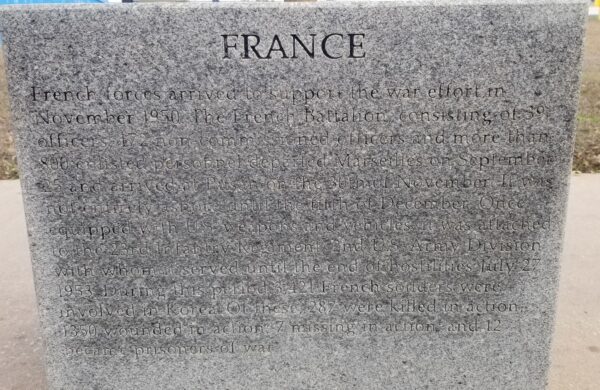 FRANCE
French forces arrived to support the war effort in
November 1950. The French Battalion, consisting of 39
officers, 172 non-commissioned officers and more than
800 enlisted personnel departed Marseilles on September
25 and arrived at Pusan on the 30th of November. It was
not entirely until the of December. Once
equipped with U.S. weapons and vehicles it was attached
to the 23rd Infantry Regiment, 2nd U.S. Army Division
with whom it served until the end of hostilities July 27,
1953. During this period 3,421 French soldiers were
involved in Korea. Of these, 287 were killed in action,
1350 wounded in action, 7 missing in action, and 12
became prisoners of war.